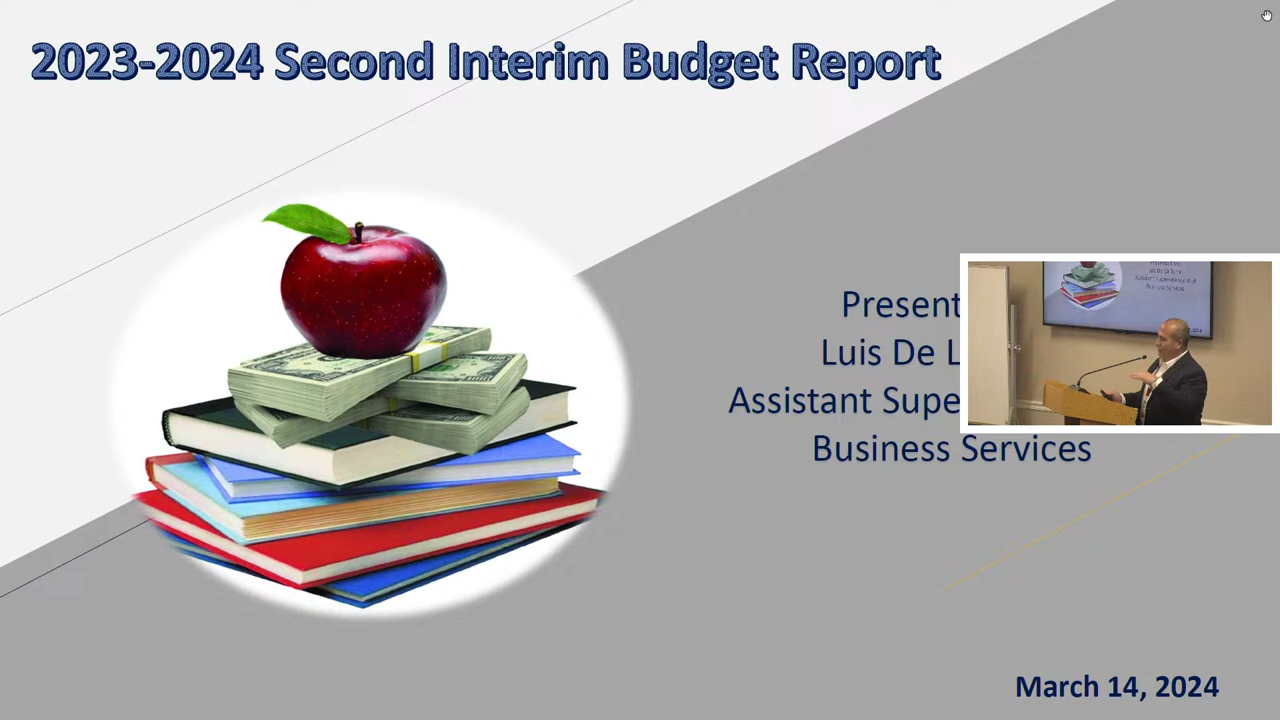 2023-2024 Second Interim Budget Report
Present
Luis De L
Assistant Supe
Business Services
March 14, 2024